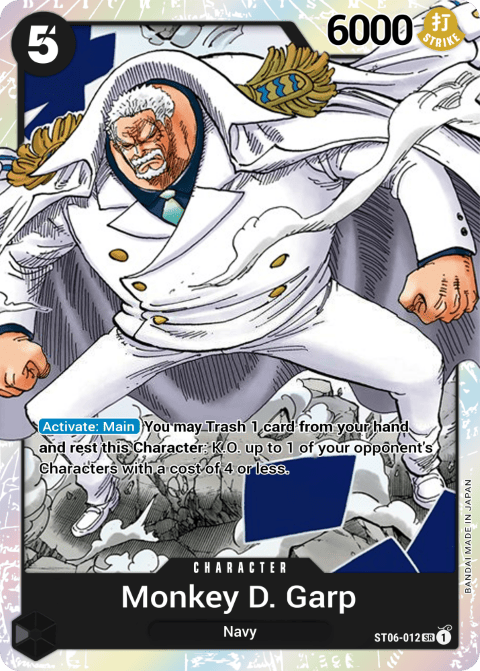 5
6000
打
STRIKE
Activate: Main You may Trash 1 card from your hand
and rest this Character: K.O. up to 1 of your opponent's
Characters with a cost of 4 or less.
BANDAI MADE IN JAPAN
CHARACTER
Monkey D. Garp
Navy
ST06-012 SR 1